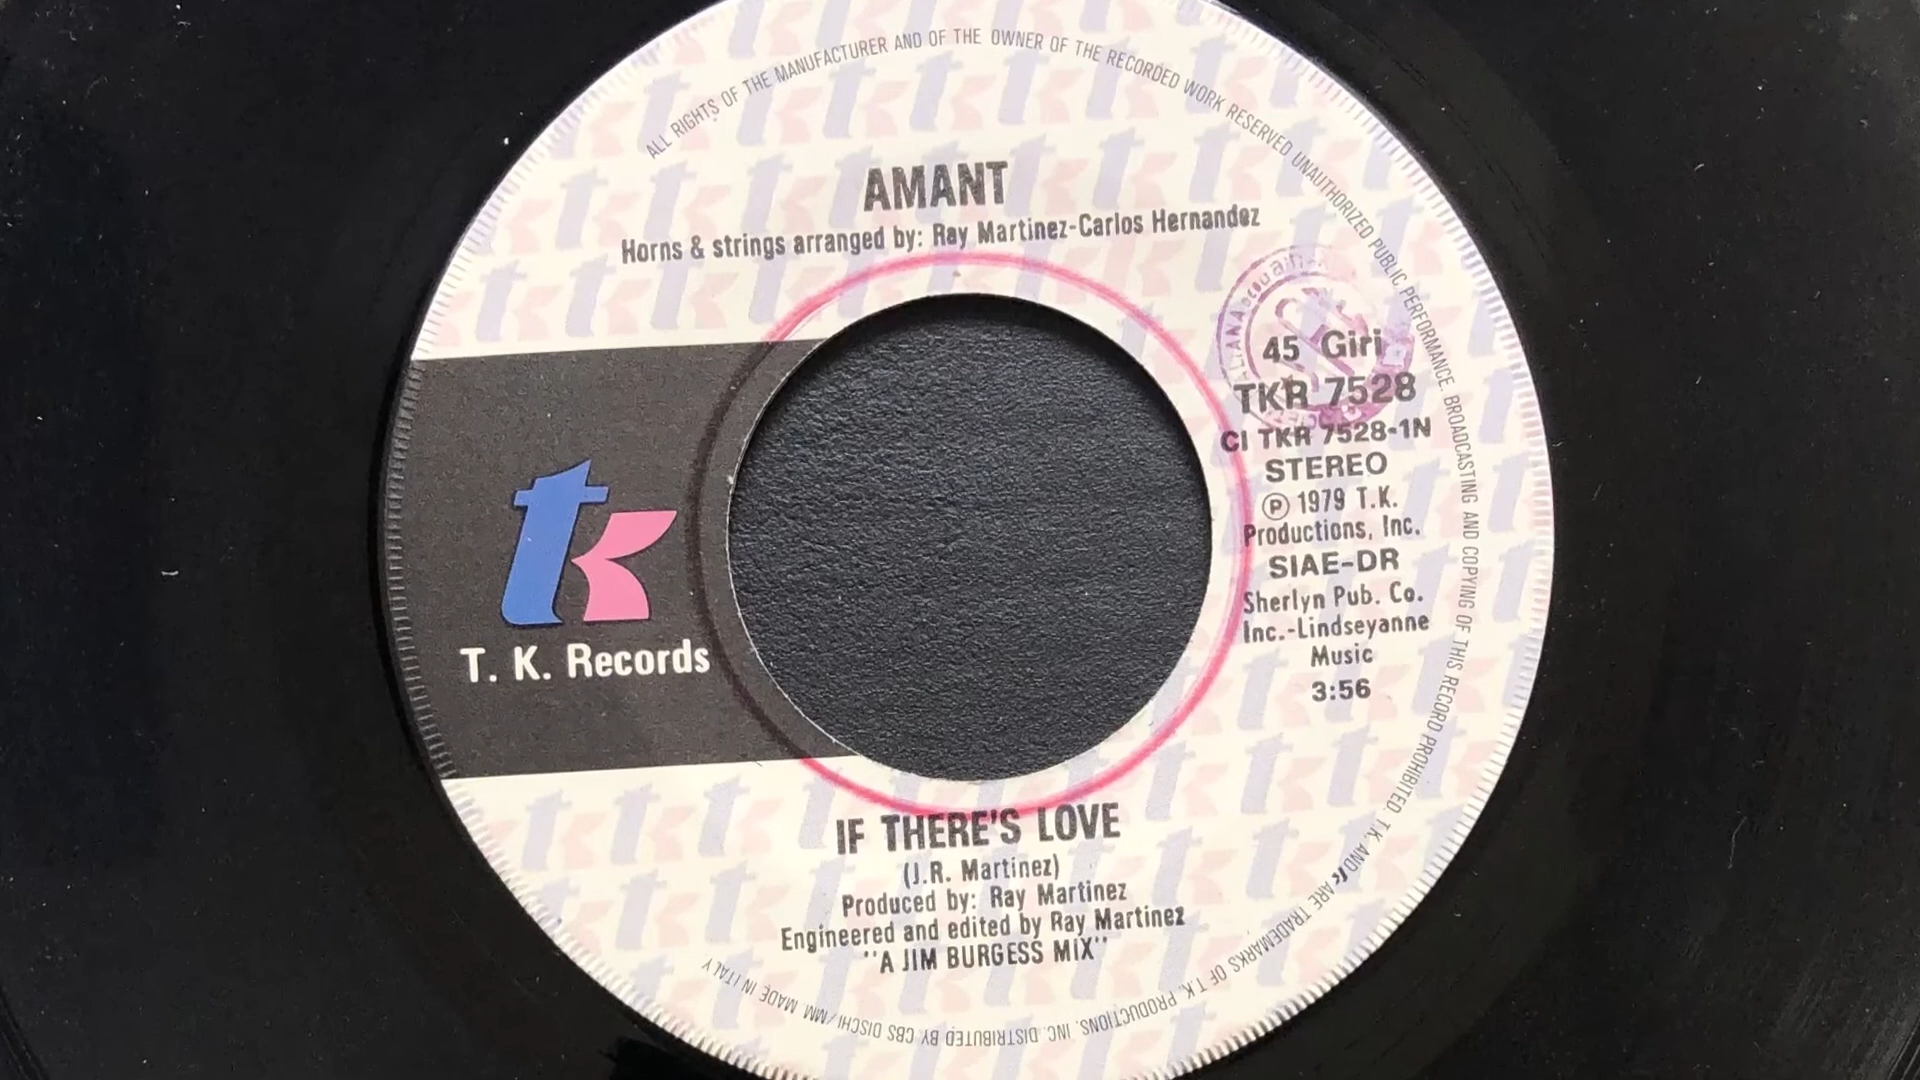 ALL RIGHTS OF THE MANUFACTURER AND OF THE OWNER OF THE RECORDED WORK RESERVED UNAUTHORIZED PUBLIC PERFORMANCE. BROADCASTING AND COPYING OF THIS RECORD PROHIBITED. T.K. AND tk ARE TRADEMARKS OF T.K. PRODUCTIONS, INC. DISTRIBUTED BY CBS DISCHI/MM. MADE IN ITALY
AMANT
Horns & strings arranged by: Ray Martinez-Carlos Hernandez
tk
T. K. Records
45 Giri
TKR 7528
CI TKR 7528-1N
STEREO
℗ 1979 T.K.
Productions, Inc.
SIAE-DR
Sherlyn Pub. Co.
Inc.-Lindseyanne
Music
3:56
IF THERE'S LOVE
(J.R. Martinez)
Produced by: Ray Martinez
Engineered and edited by Ray Martinez
"A JIM BURGESS MIX"